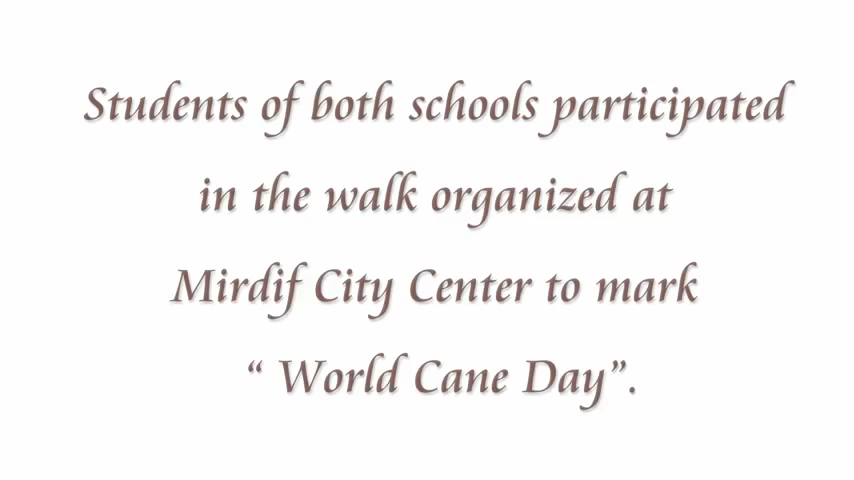 Students of both schools participated
in the walk organized at
Mirdif City Center to mark
“ World Cane Day”.